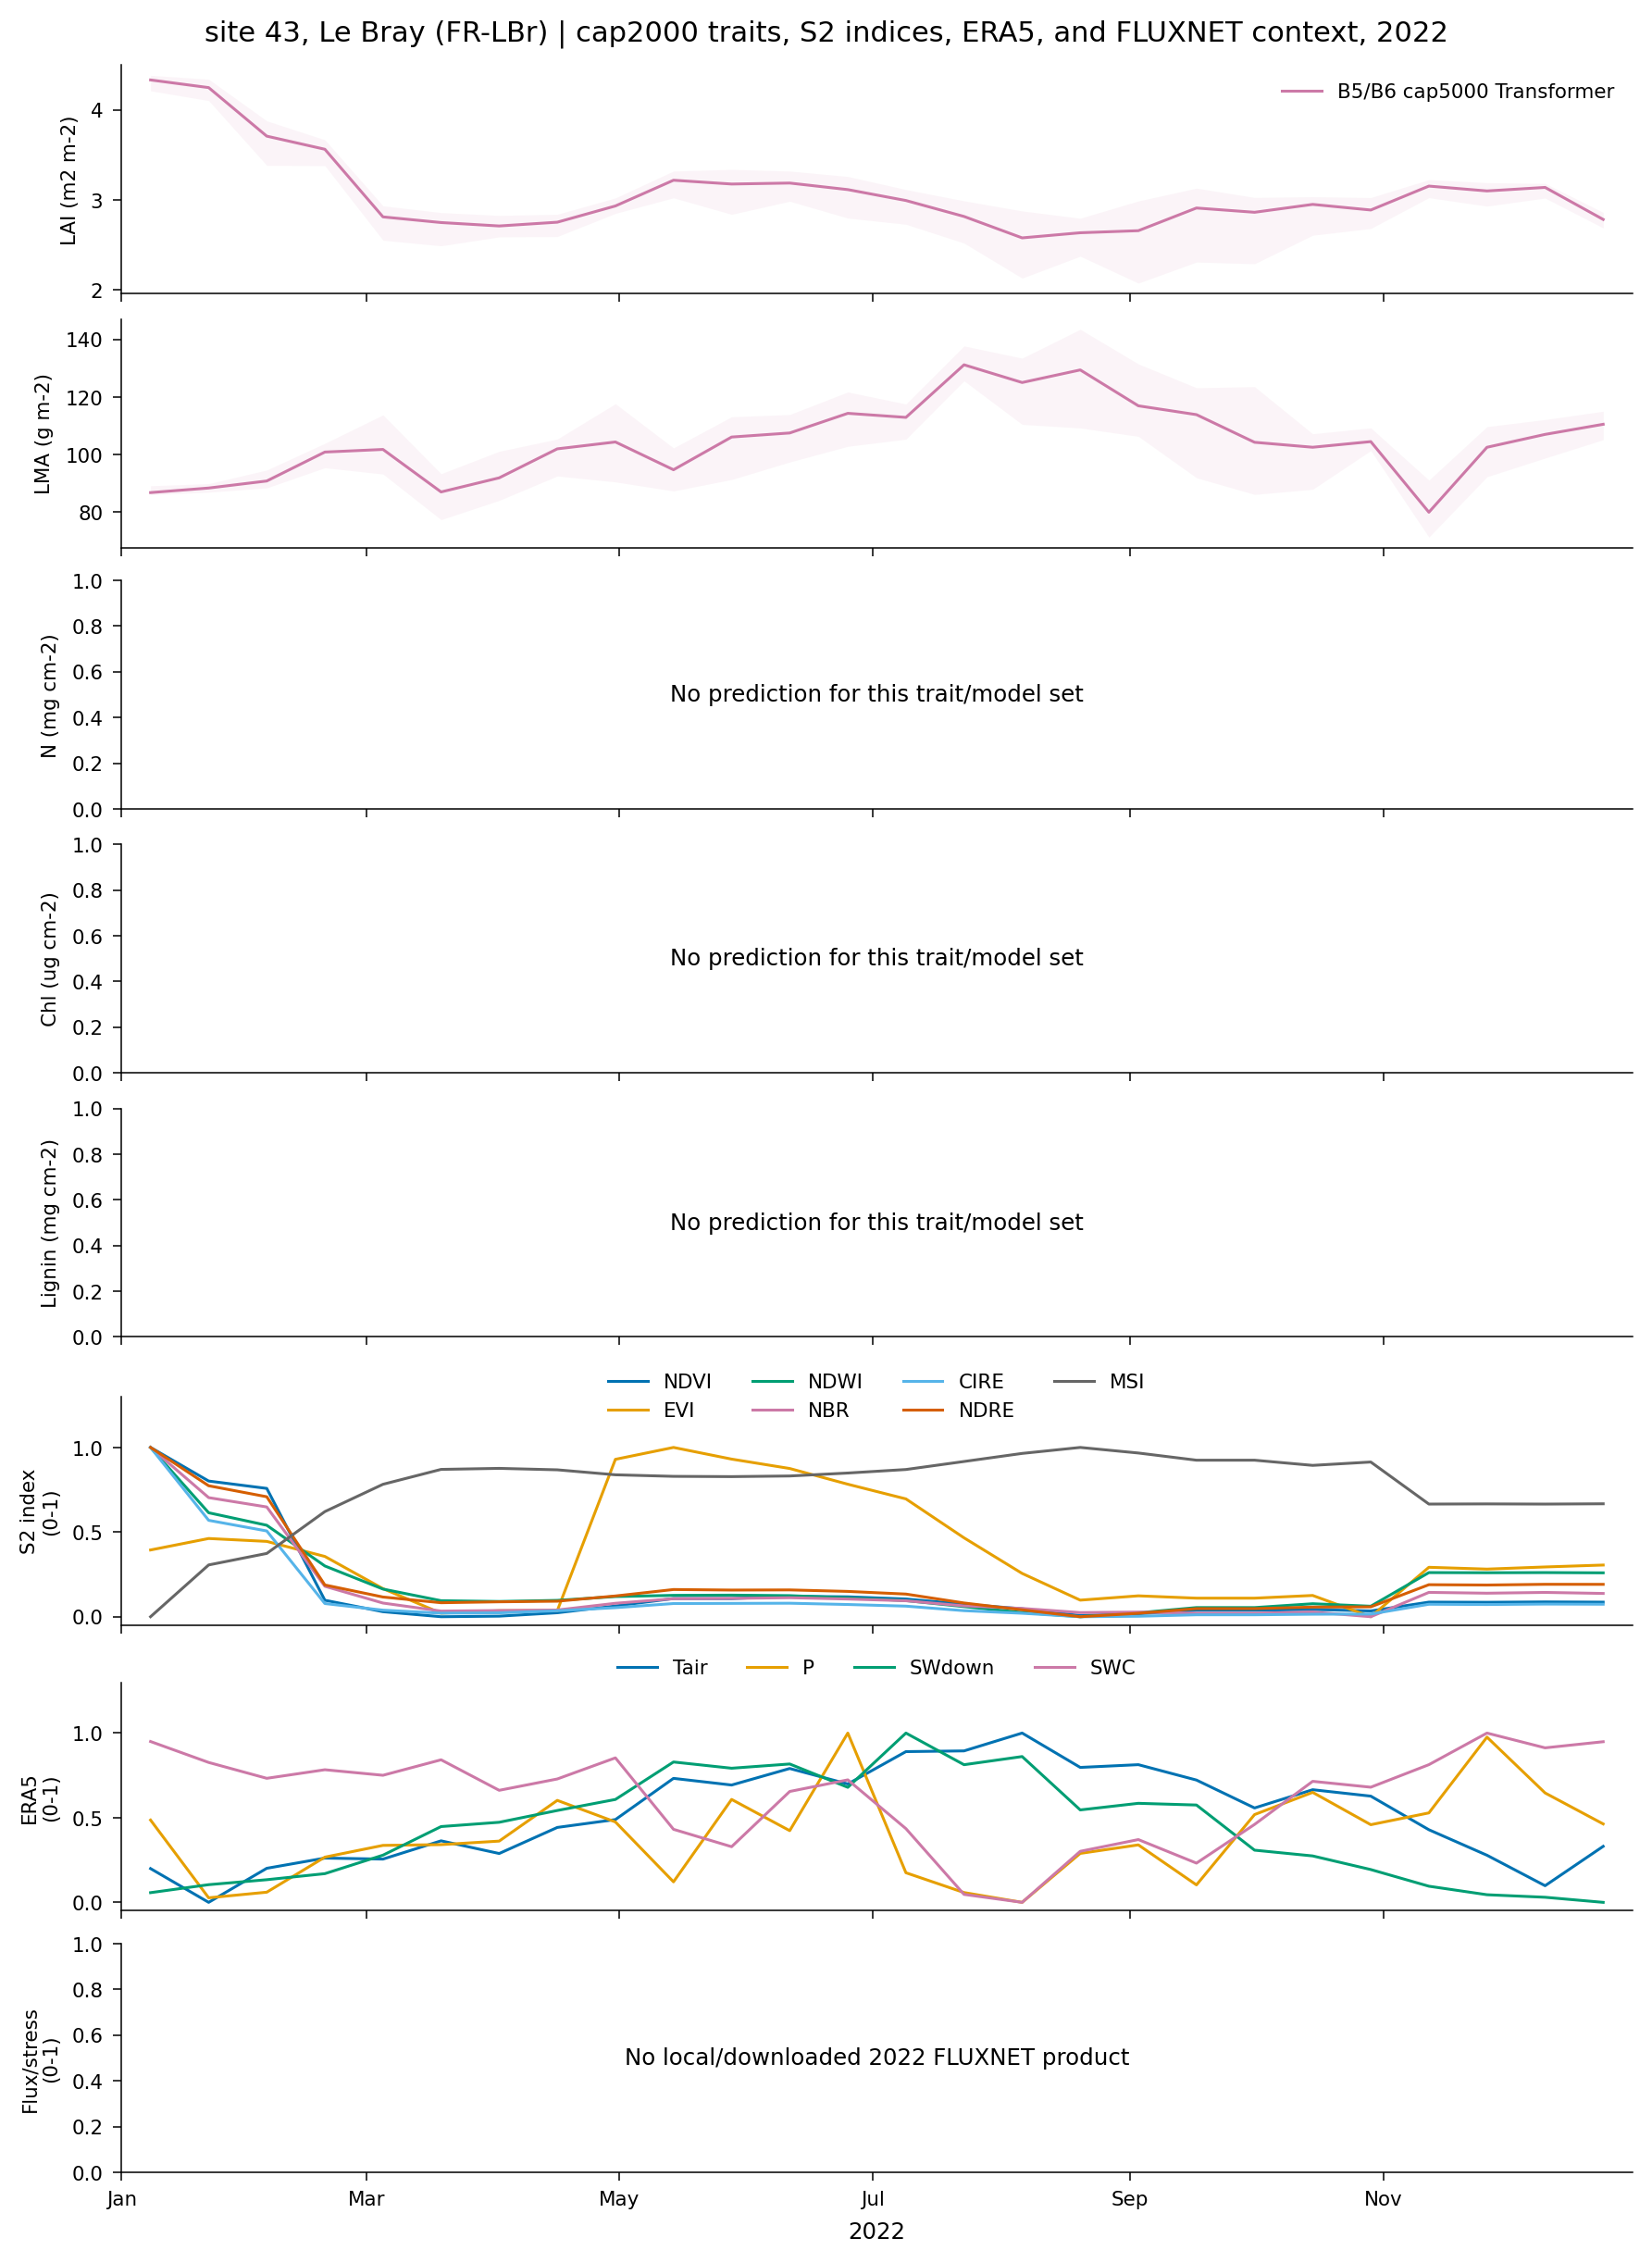 site 43, Le Bray (FR-LBr) | cap2000 traits, S2 indices, ERA5, and FLUXNET context, 2022
B5/B6 cap5000 Transformer
LAI (m2 m-2)
4
3
2
LMA (g m-2)
140
120
100
80
N (mg cm-2)
1.0
0.8
0.6
0.4
0.2
0.0
No prediction for this trait/model set
Chl (ug cm-2)
1.0
0.8
0.6
0.4
0.2
0.0
No prediction for this trait/model set
Lignin (mg cm-2)
1.0
0.8
0.6
0.4
0.2
0.0
No prediction for this trait/model set
NDVI NDWI CIRE MSI
EVI NBR NDRE
S2 index
(0-1)
1.0
0.5
0.0
Tair P SWdown SWC
ERA5
(0-1)
1.0
0.5
0.0
Flux/stress
(0-1)
1.0
0.8
0.6
0.4
0.2
0.0
No local/downloaded 2022 FLUXNET product
Jan Mar May Jul Sep Nov
2022